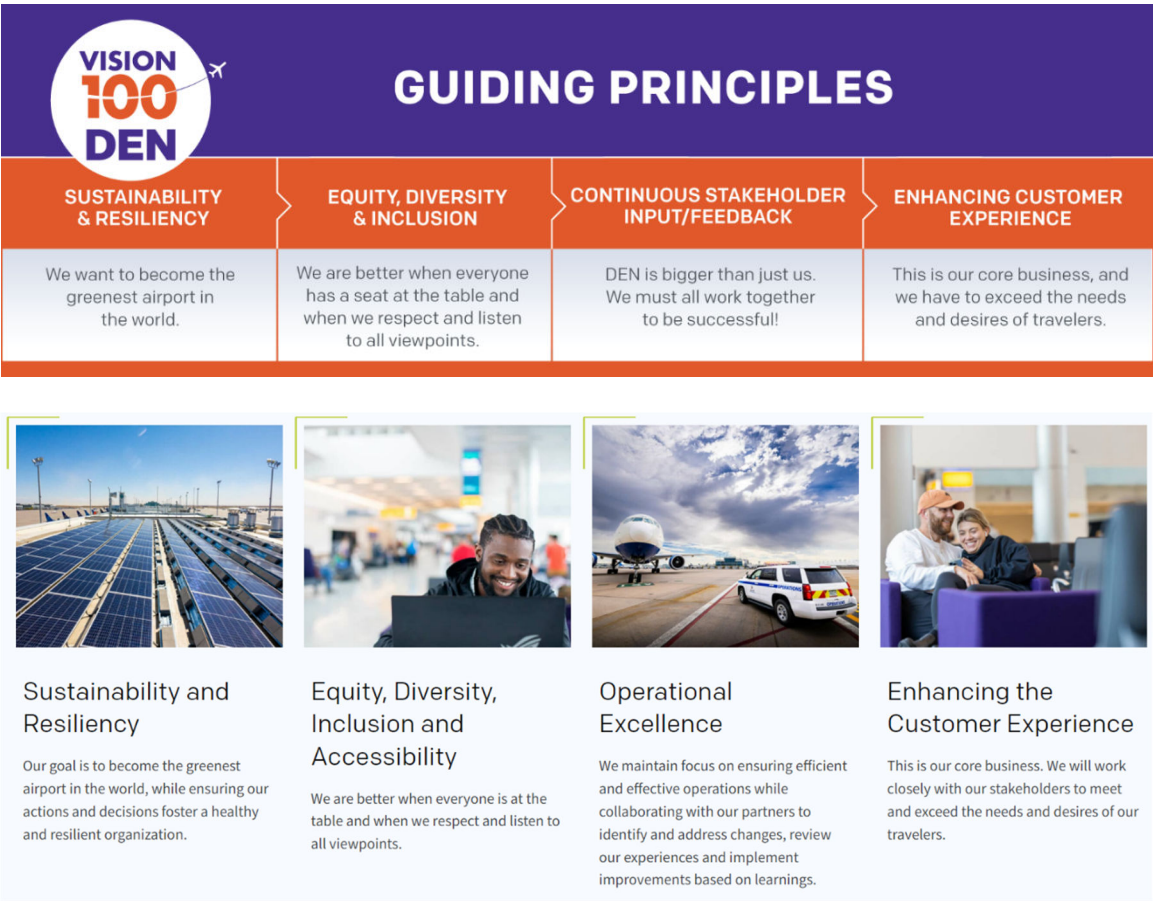 VISION
100
DEN
GUIDING PRINCIPLES
SUSTAINABILITY
& RESILIENCY
We want to become the
greenest airport in
the world.
EQUITY, DIVERSITY
& INCLUSION
We are better when everyone
has a seat at the table and
when we respect and listen
to all viewpoints.
CONTINUOUS STAKEHOLDER
INPUT/FEEDBACK
DEN is bigger than just us.
We must all work together
to be successful!
ENHANCING CUSTOMER
EXPERIENCE
This is our core business, and
we have to exceed the needs
and desires of travelers.
Sustainability and
Resiliency
Our goal is to become the greenest
airport in the world, while ensuring our
actions and decisions foster a healthy
and resilient organization.
Equity, Diversity,
Inclusion and
Accessibility
We are better when everyone is at the
table and when we respect and listen to
all viewpoints.
Operational
Excellence
We maintain focus on ensuring efficient
and effective operations while
collaborating with our partners to
identify and address changes, review
our experiences and implement
improvements based on learnings.
Enhancing the
Customer Experience
This is our core business. We will work
closely with our stakeholders to meet
and exceed the needs and desires of our
travelers.